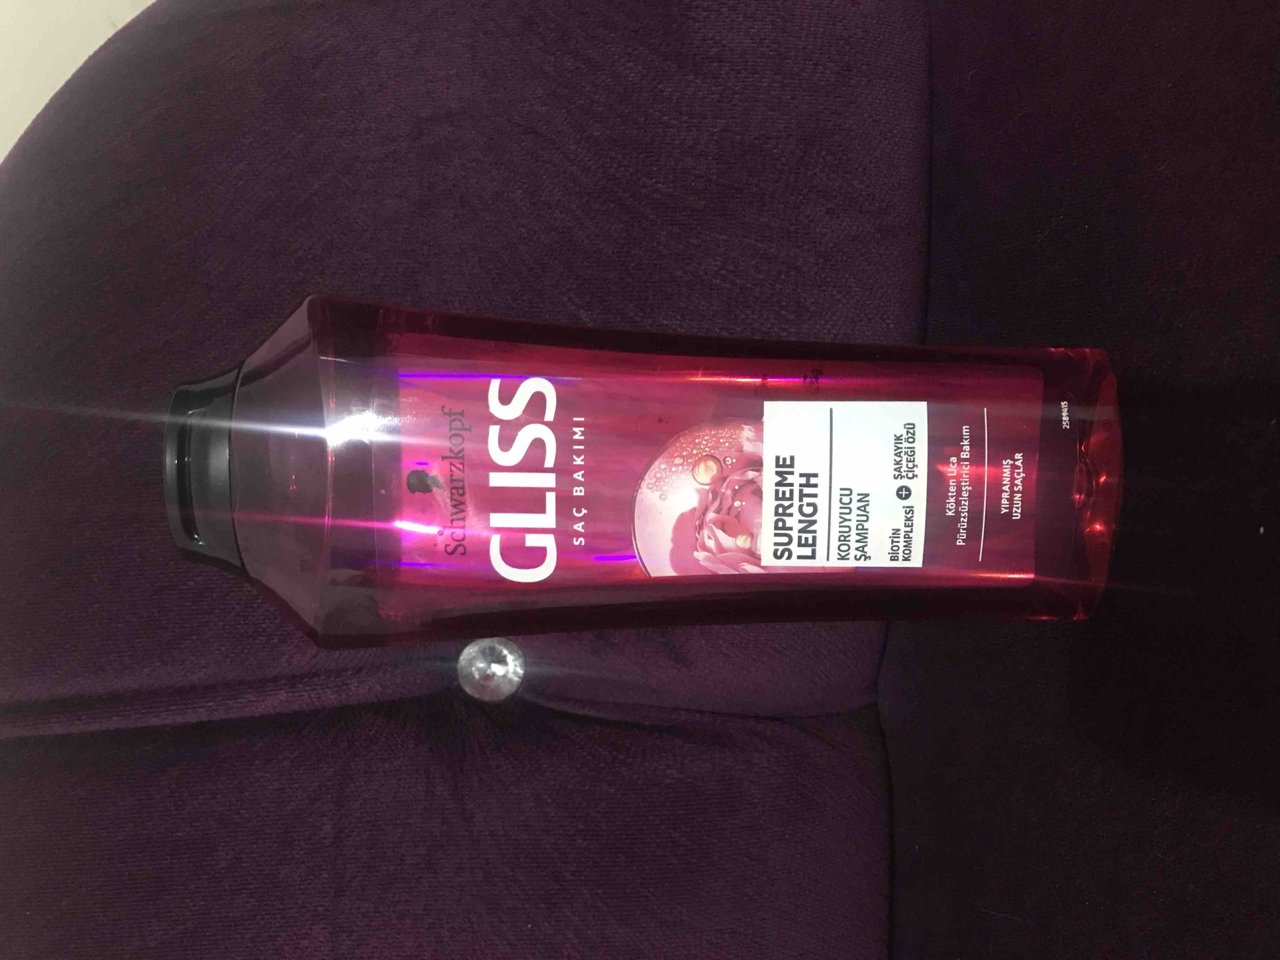 Schwarzkopf
GLISS
SAÇ BAKIMI
SUPREME
LENGTH
KORUYUCU
ŞAMPUAN
BİOTİN
KOMPLEKSİ + ŞAKAYIK
ÇİÇEĞİ ÖZÜ
Kökten Uca
Pürüzsüzleştirici Bakım
YIPRANMIŞ
UZUN SAÇLAR
2589415